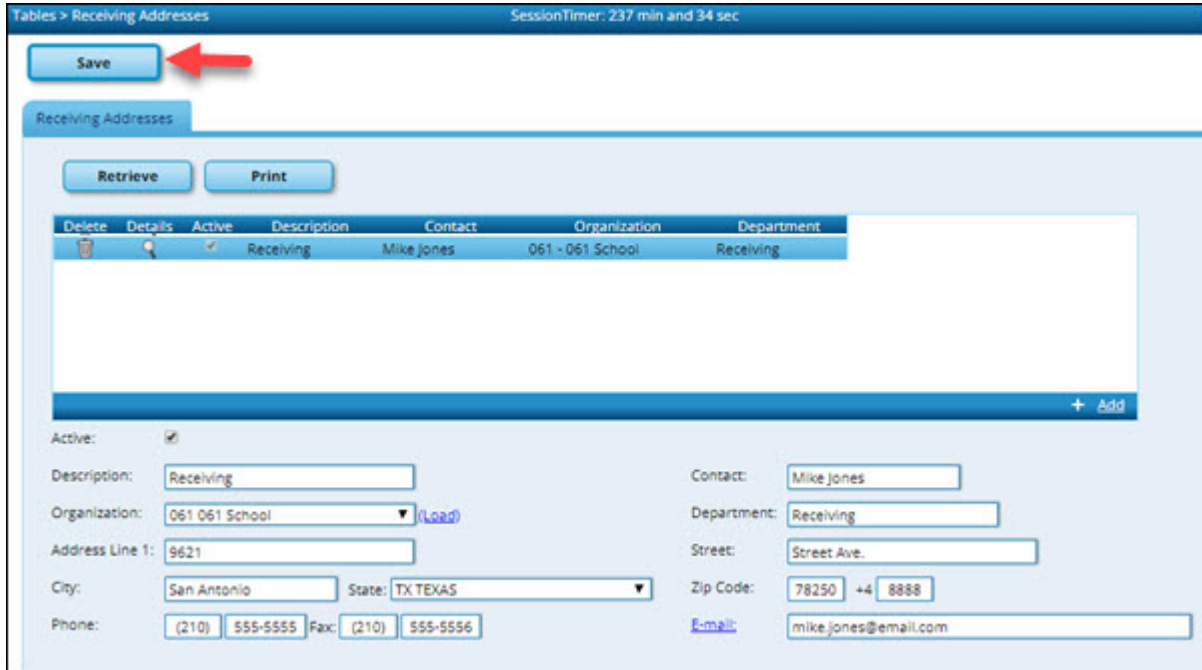 Tables > Receiving Addresses SessionTimer: 237 min and 34 sec
Save
Receiving Addresses
Retrieve Print
Delete Details Active Description Contact Organization Department
Receiving Mike Jones 061 - 061 School Receiving
+ Add
Active:
Description: Receiving Contact: Mike Jones
Organization: 061 061 School (Load) Department: Receiving
Address Line 1: 9621 Street: Street Ave.
City: San Antonio State: TX TEXAS Zip Code: 78250 +4 8888
Phone: (210) 555-5555 Fax: (210) 555-5556 E-mail: mike.jones@email.com